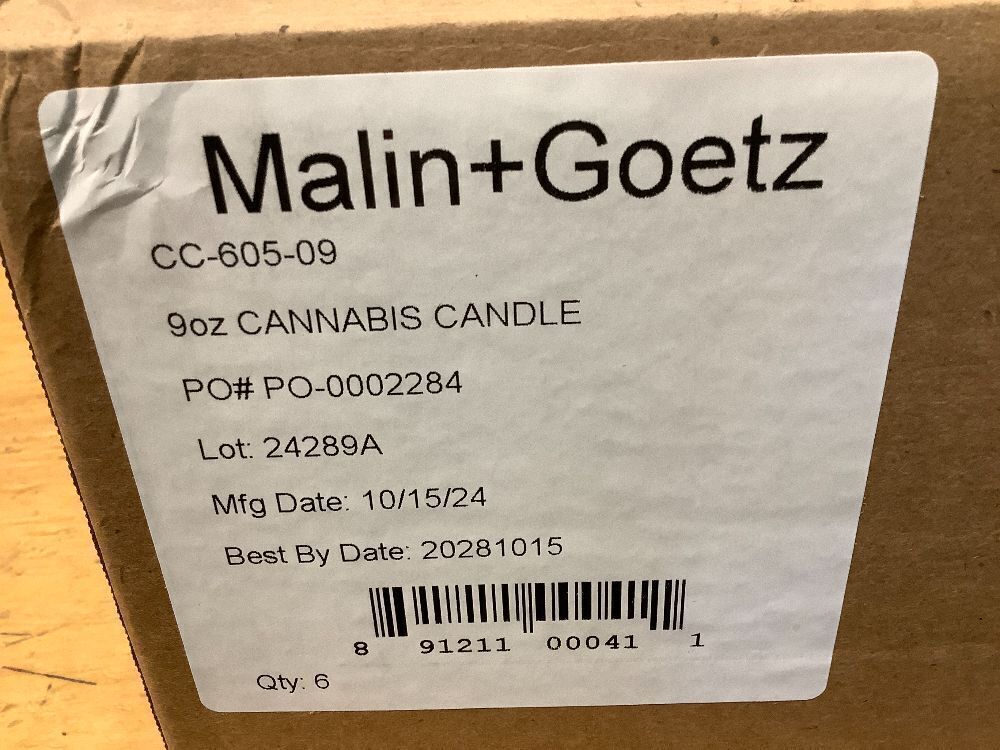 Malin+Goetz
CC-605-09
9oz CANNABIS CANDLE
PO# PO-0002284
Lot: 24289A
Mfg Date: 10/15/24
Best By Date: 20281015
8 91211 00041 1
Qty: 6